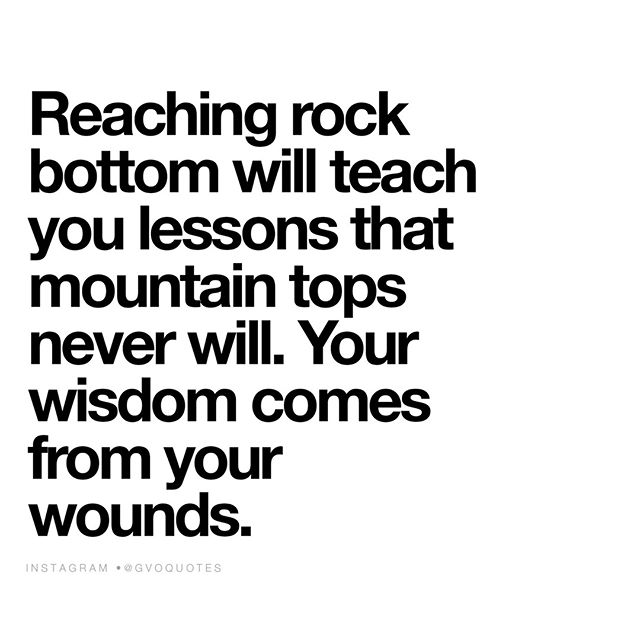 Reaching rock
bottom will teach
you lessons that
mountain tops
never will. Your
wisdom comes
from your
wounds.
INSTAGRAM •@GVOQUOTES